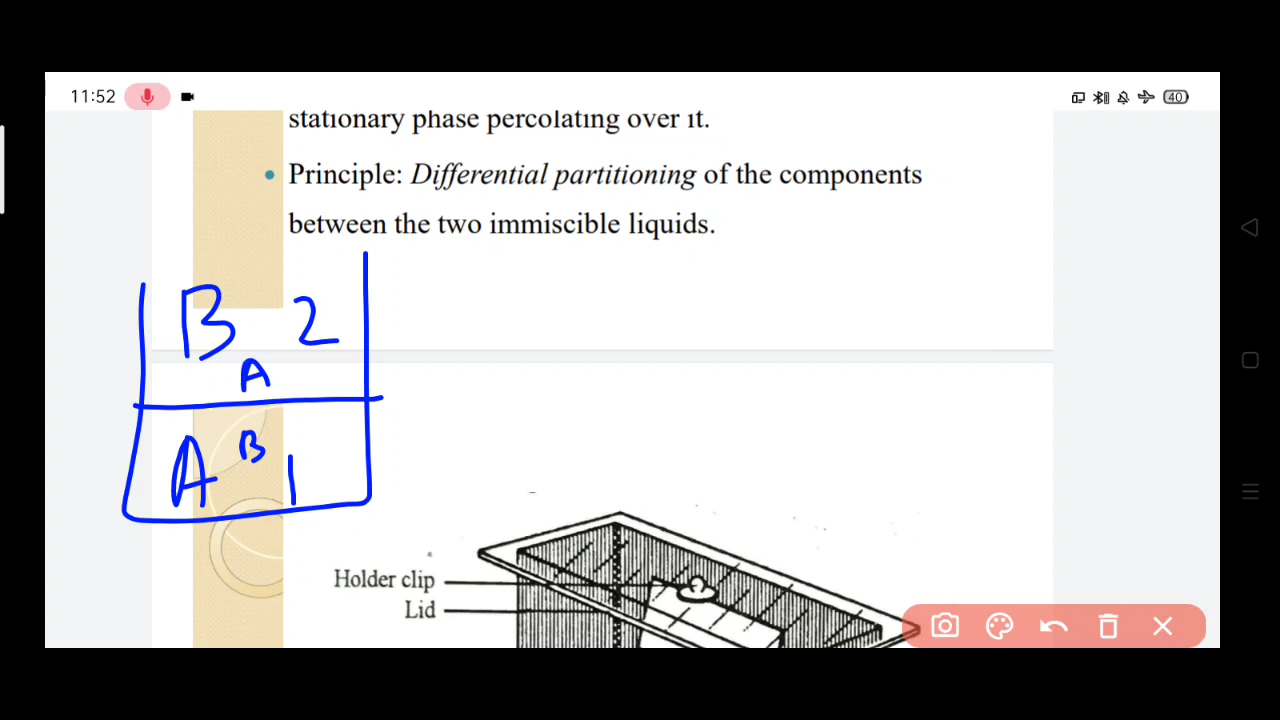 11:52
40
stationary phase percolating over it.
• Principle: Differential partitioning of the components
between the two immiscible liquids.
B 2
A
A B 1
Holder clip
Lid